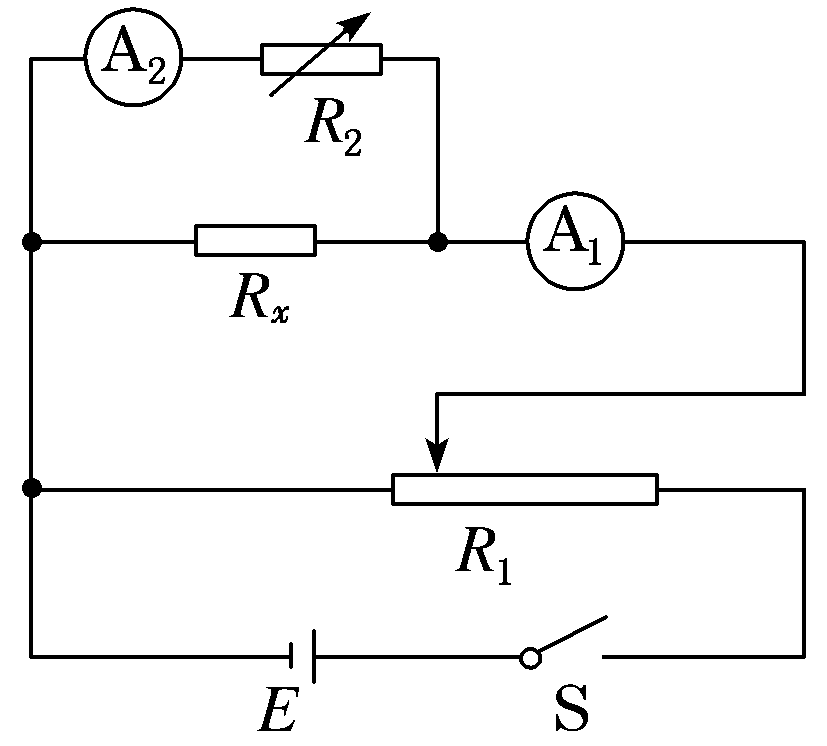 A₂
R₂
A₁
Rₓ
R₁
E
S